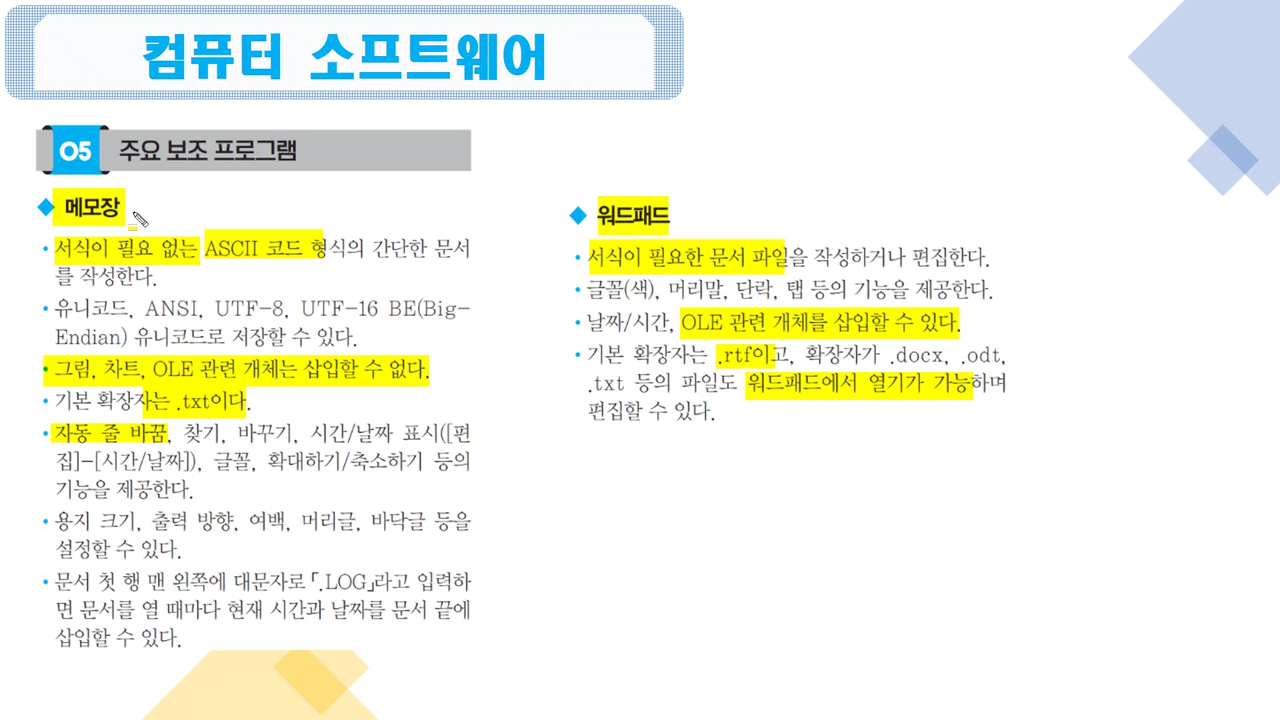 컴퓨터 소프트웨어
05 주요 보조 프로그램
◆ 메모장
• 서식이 필요 없는 ASCII 코드 형식의 간단한 문서
를 작성한다.
• 유니코드, ANSI, UTF-8, UTF-16 BE(Big-
Endian) 유니코드로 저장할 수 있다.
• 그림, 차트, OLE 관련 개체는 삽입할 수 없다.
• 기본 확장자는 .txt이다.
• 자동 줄 바꿈, 찾기, 바꾸기, 시간/날짜 표시([편
집]-[시간/날짜]), 글꼴, 확대하기/축소하기 등의
기능을 제공한다.
• 용지 크기, 출력 방향, 여백, 머리글, 바닥글 등을
설정할 수 있다.
• 문서 첫 행 맨 왼쪽에 대문자로 「.LOG」라고 입력하
면 문서를 열 때마다 현재 시간과 날짜를 문서 끝에
삽입할 수 있다.
◆ 워드패드
• 서식이 필요한 문서 파일을 작성하거나 편집한다.
• 글꼴(색), 머리말, 단락, 탭 등의 기능을 제공한다.
• 날짜/시간, OLE 관련 개체를 삽입할 수 있다.
• 기본 확장자는 .rtf이고, 확장자가 .docx, .odt,
.txt 등의 파일도 워드패드에서 열기가 가능하며
편집할 수 있다.